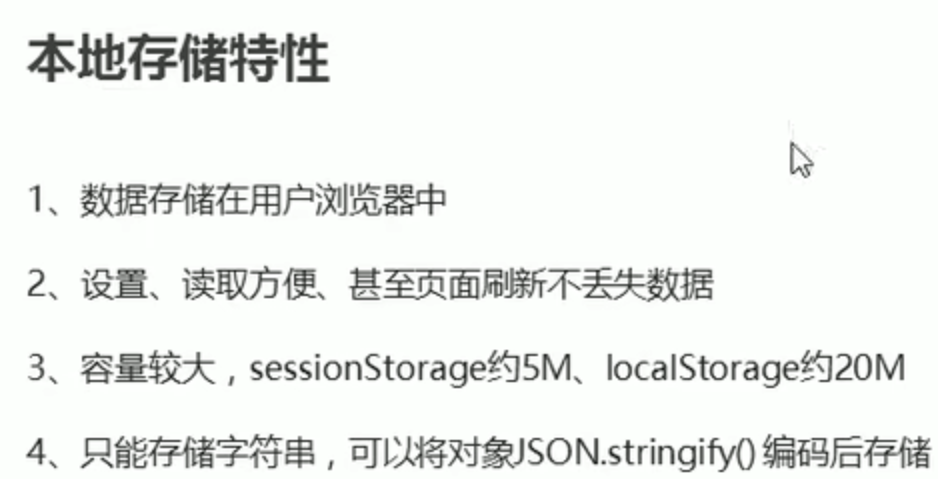 本地存储特性
1、数据存储在用户浏览器中
2、设置、读取方便、甚至页面刷新不丢失数据
3、容量较大，sessionStorage约5M、localStorage约20M
4、只能存储字符串，可以将对象JSON.stringify() 编码后存储